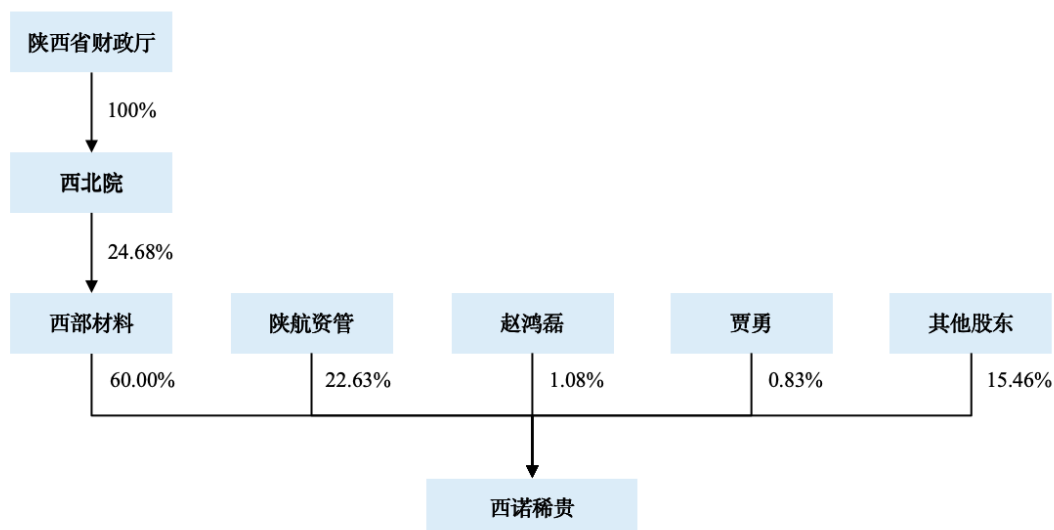 陕西省财政厅
100%
西北院
24.68%
西部材料
陕航资管
赵鸿磊
贾勇
其他股东
60.00%
22.63%
1.08%
0.83%
15.46%
西诺稀贵